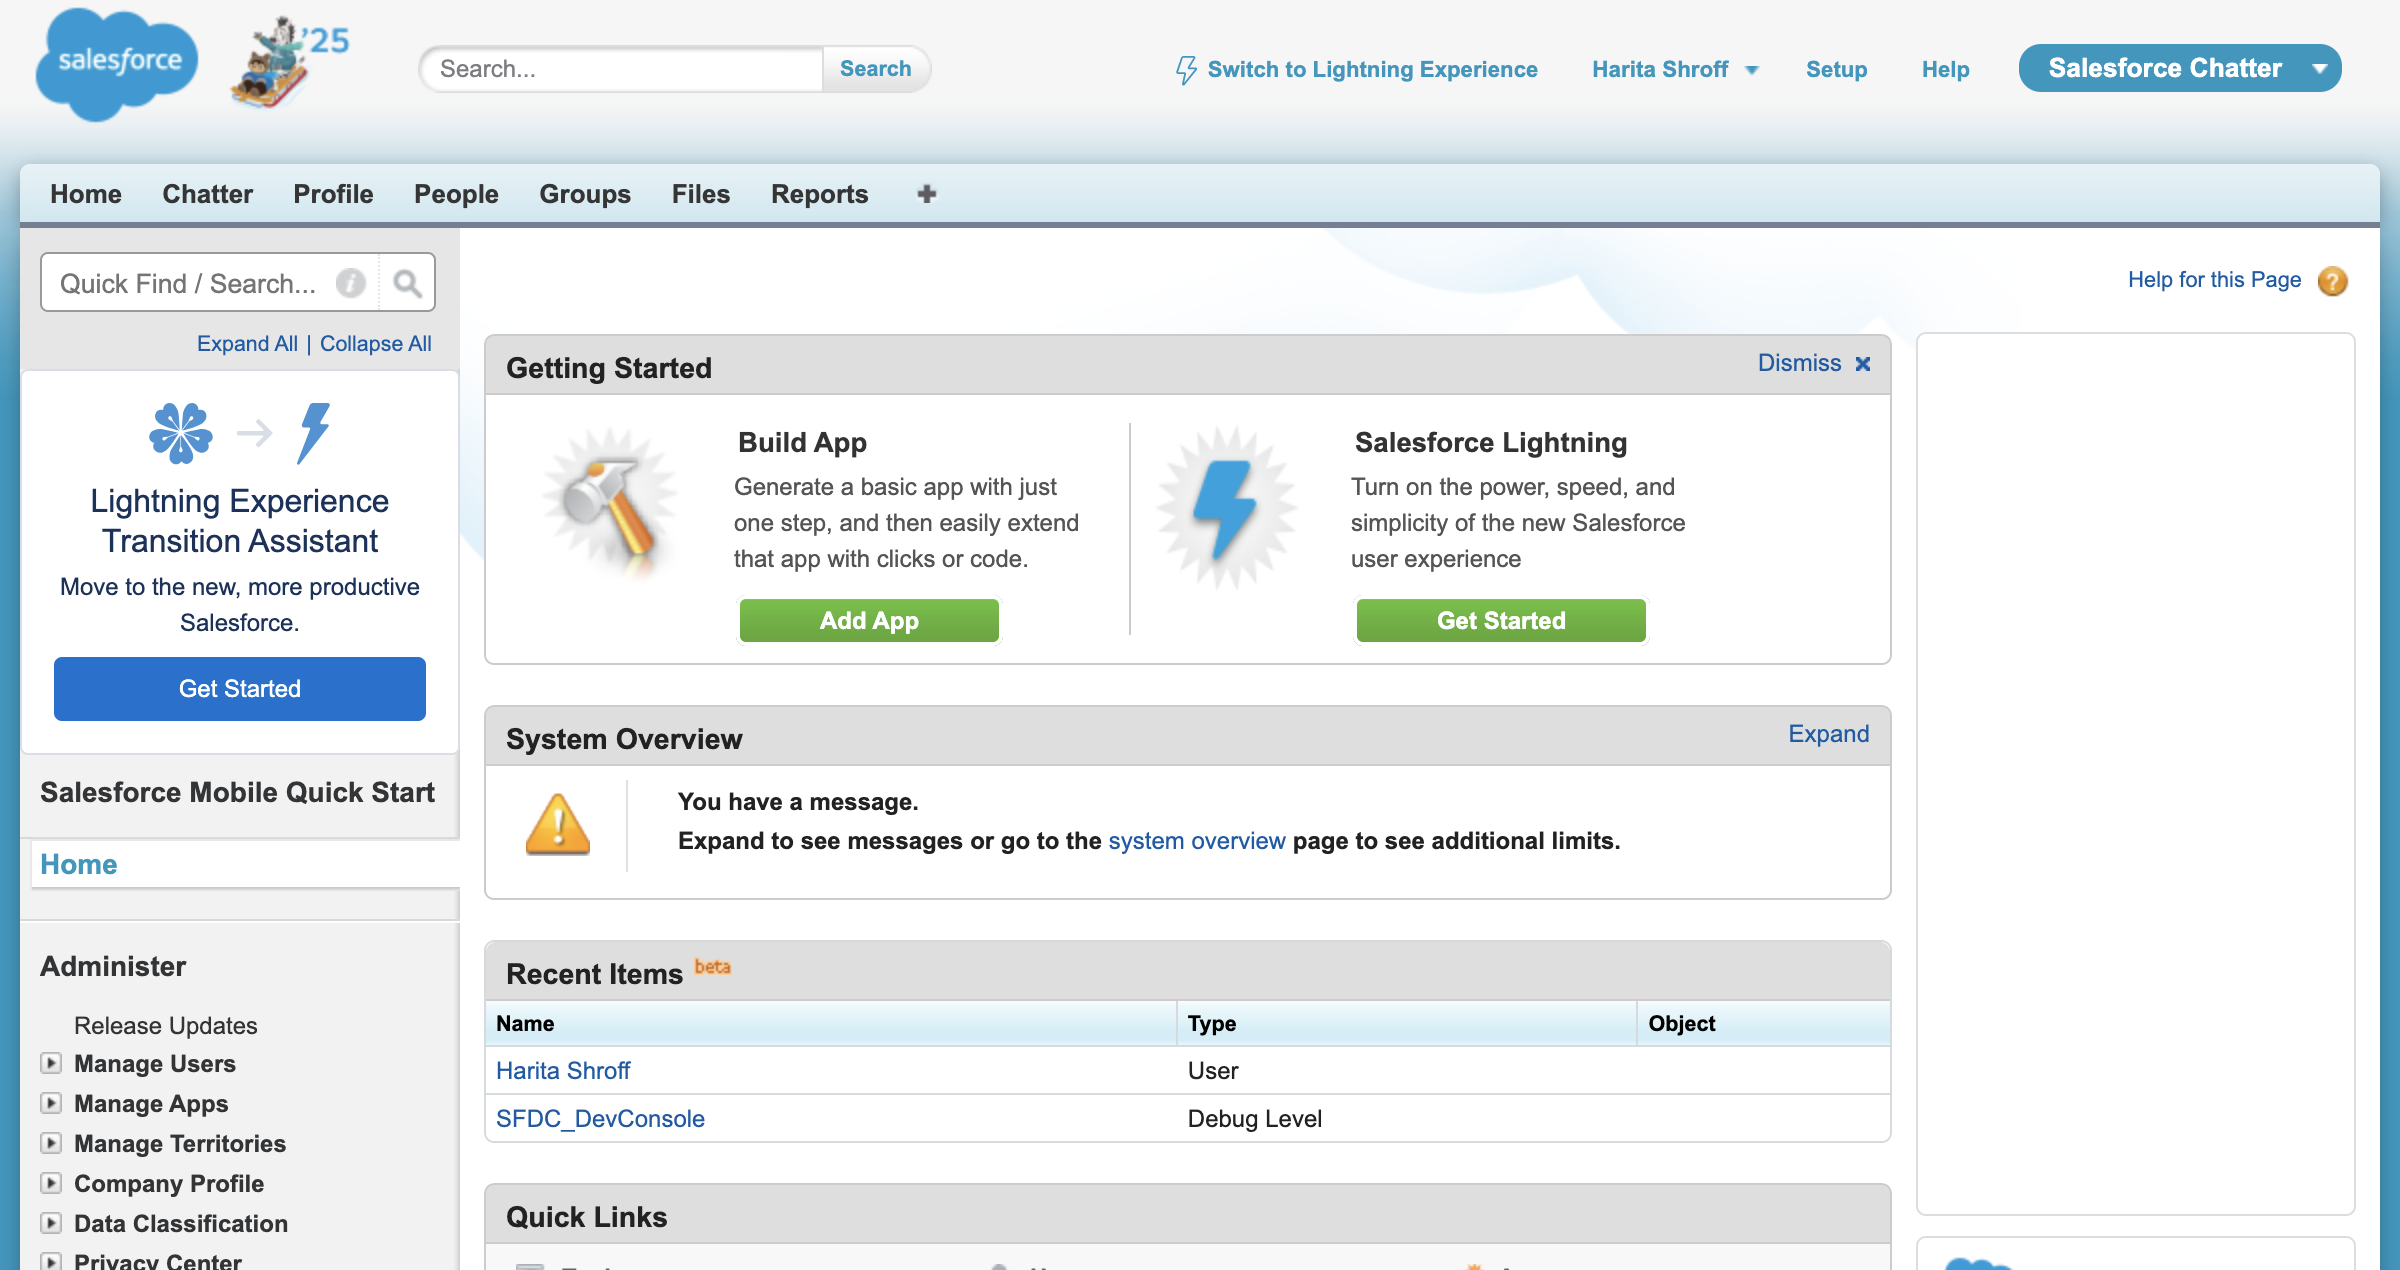 salesforce
'25
Search...
Search
Switch to Lightning Experience
Harita Shroff
Setup
Help
Salesforce Chatter
Home
Chatter
Profile
People
Groups
Files
Reports
Quick Find / Search...
Expand All | Collapse All
Lightning Experience
Transition Assistant
Move to the new, more productive
Salesforce.
Get Started
Salesforce Mobile Quick Start
Home
Administer
Release Updates
Manage Users
Manage Apps
Manage Territories
Company Profile
Data Classification
Privacy Center
Help for this Page
Getting Started
Dismiss
Build App
Generate a basic app with just
one step, and then easily extend
that app with clicks or code.
Add App
Salesforce Lightning
Turn on the power, speed, and
simplicity of the new Salesforce
user experience
Get Started
System Overview
Expand
You have a message.
Expand to see messages or go to the system overview page to see additional limits.
Recent Items beta
Name
Type
Object
Harita Shroff
User
SFDC_DevConsole
Debug Level
Quick Links